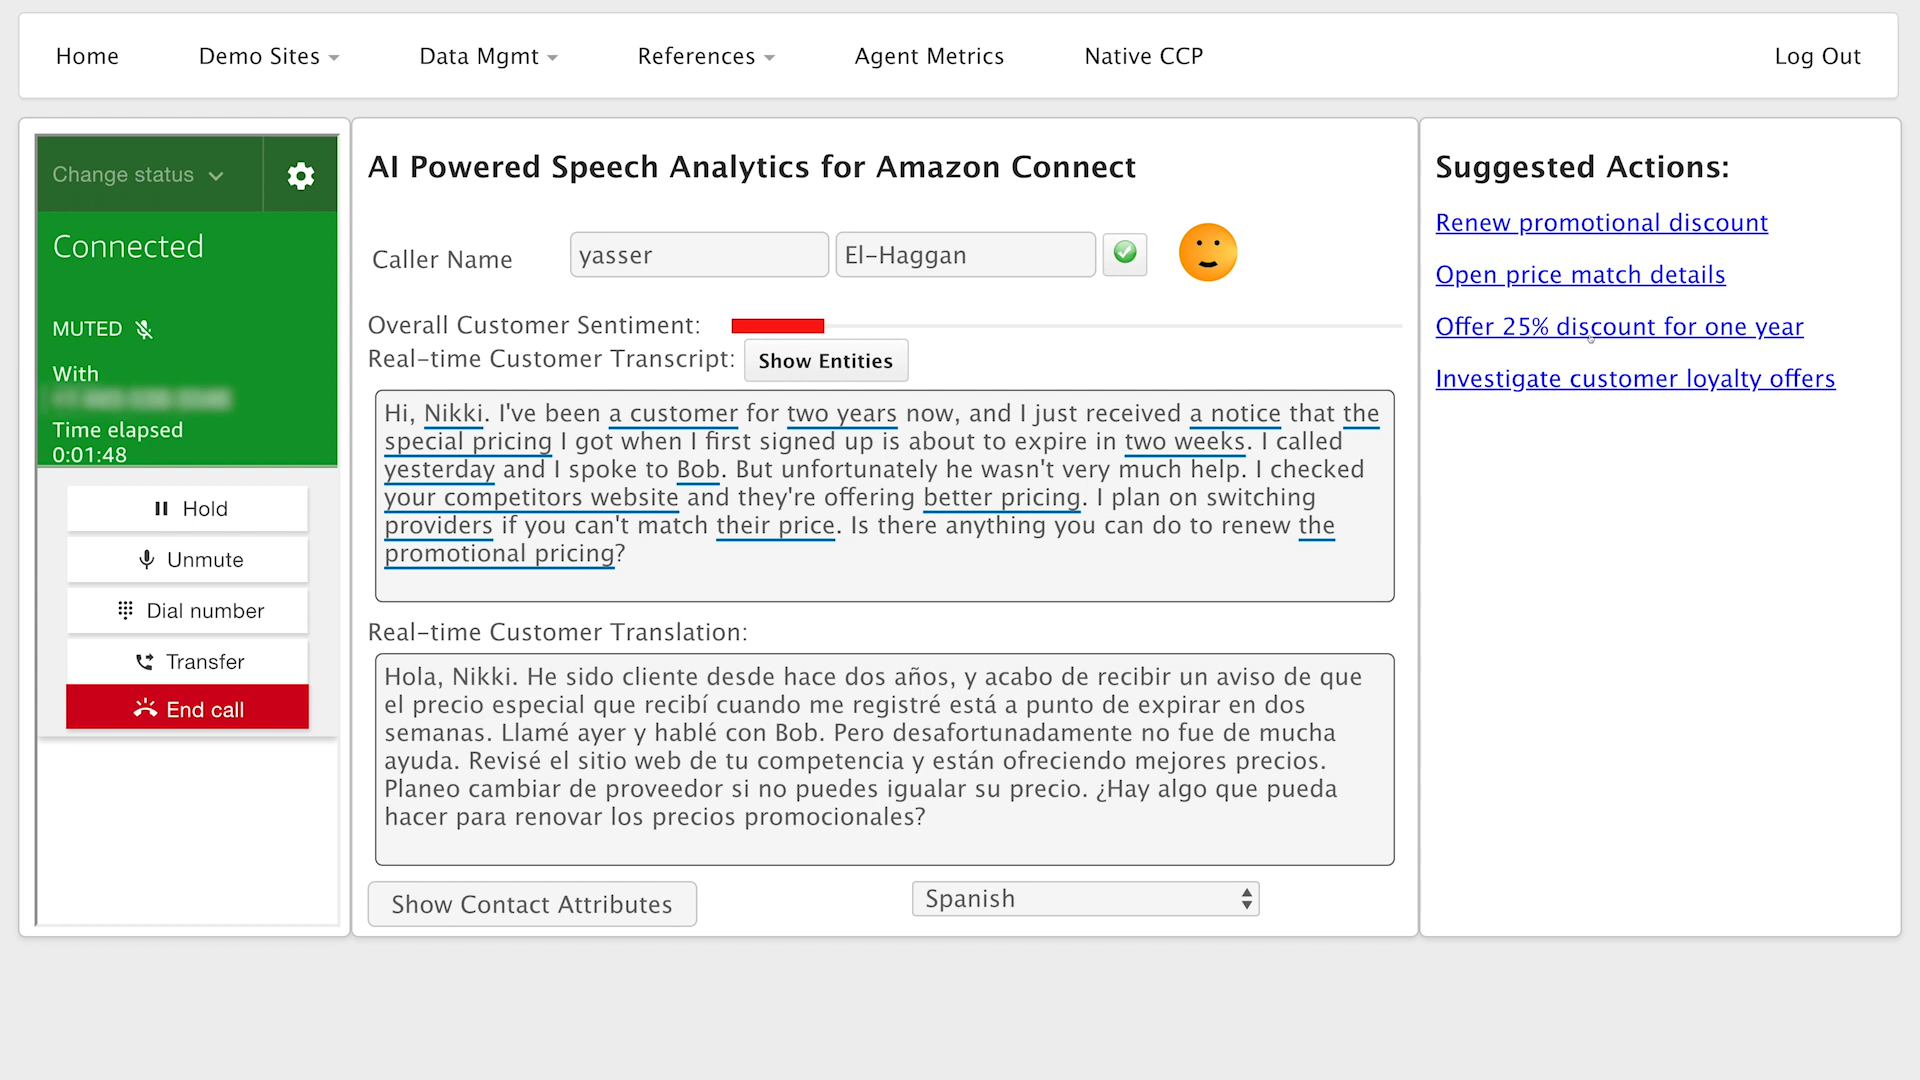 Home
Demo Sites
Data Mgmt
References
Agent Metrics
Native CCP
Log Out
Change status
Connected
MUTED
With
Time elapsed
0:01:48
Hold
Unmute
Dial number
Transfer
End call
AI Powered Speech Analytics for Amazon Connect
Caller Name
yasser
El-Haggan
Overall Customer Sentiment:
Real-time Customer Transcript:
Show Entities
Hi, Nikki. I've been a customer for two years now, and I just received a notice that the
special pricing I got when I first signed up is about to expire in two weeks. I called
yesterday and I spoke to Bob. But unfortunately he wasn't very much help. I checked
your competitors website and they're offering better pricing. I plan on switching
providers if you can't match their price. Is there anything you can do to renew the
promotional pricing?
Real-time Customer Translation:
Hola, Nikki. He sido cliente desde hace dos años, y acabo de recibir un aviso de que
el precio especial que recibí cuando me registré está a punto de expirar en dos
semanas. Llamé ayer y hablé con Bob. Pero desafortunadamente no fue de mucha
ayuda. Revisé el sitio web de tu competencia y están ofreciendo mejores precios.
Planeo cambiar de proveedor si no puedes igualar su precio. ¿Hay algo que pueda
hacer para renovar los precios promocionales?
Show Contact Attributes
Spanish
Suggested Actions:
Renew promotional discount
Open price match details
Offer 25% discount for one year
Investigate customer loyalty offers